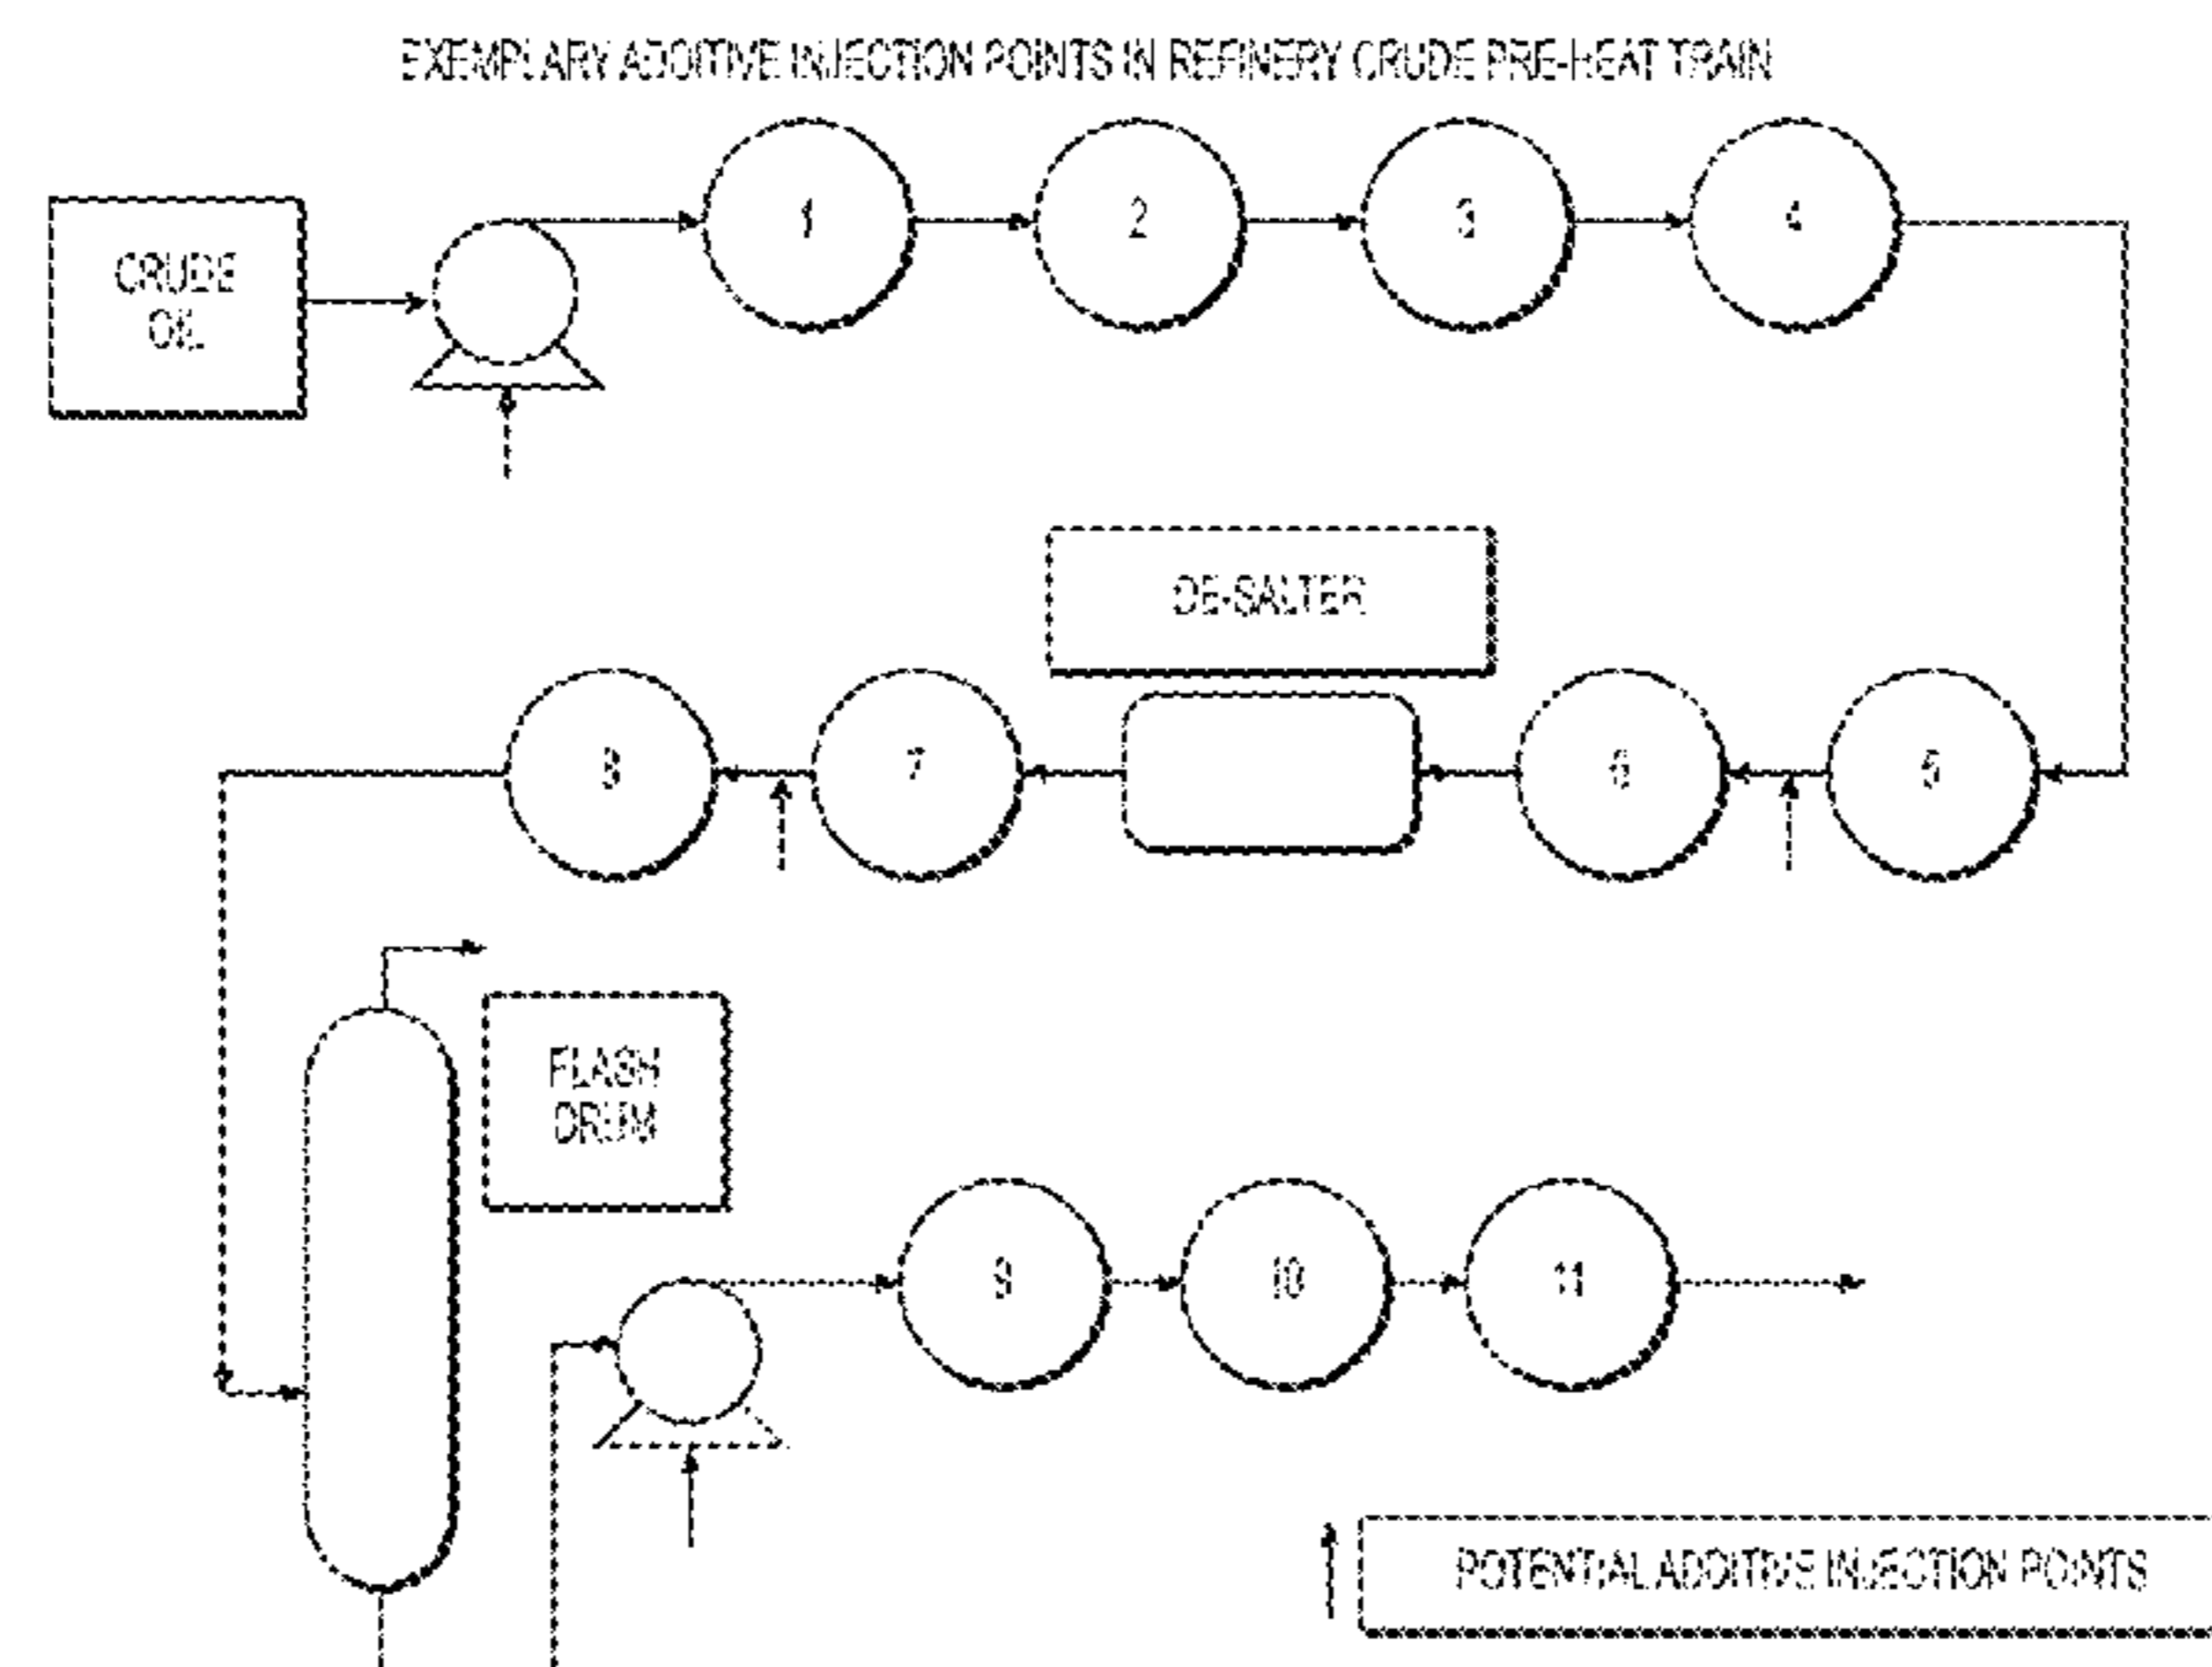 EXEMPLARY ADDITIVE INJECTION POINTS IN REFINERY CRUDE PRE-HEAT TRAIN
CRUDE
OIL
1
2
3
4
DE-SALTER
8
7
6
5
FLASH
DRUM
9
10
11
POTENTIAL ADDITIVE INJECTION POINTS